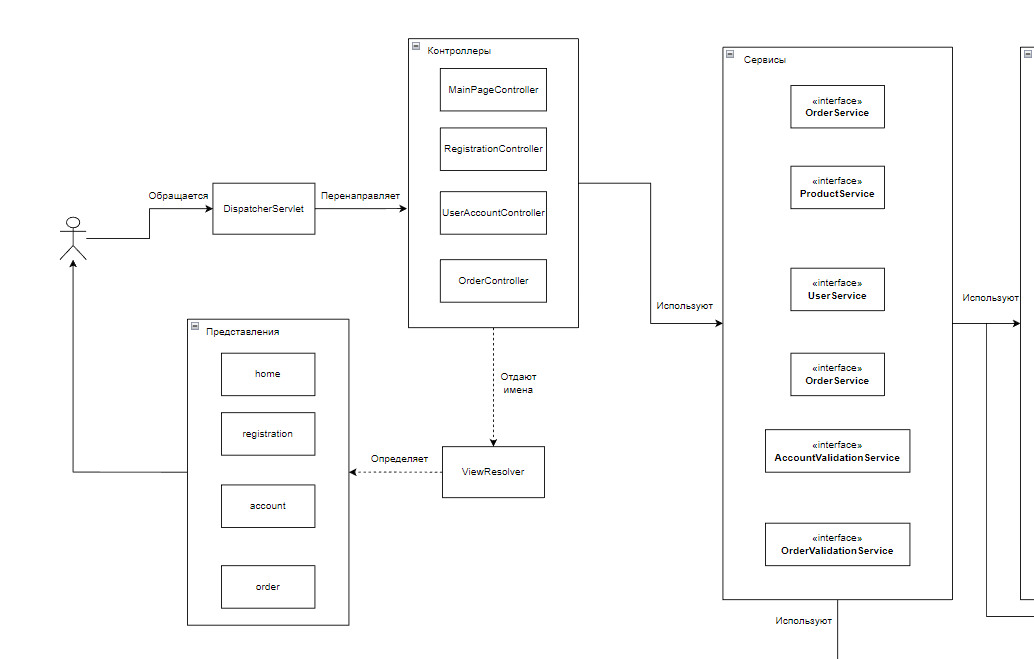 Обращается
DispatcherServlet
Перенаправляет
Контроллеры
MainPageController
RegistrationController
UserAccountController
OrderController
Отдают
имена
ViewResolver
Определяет
Представления
home
registration
account
order
Используют
Сервисы
«interface»
OrderService
«interface»
ProductService
«interface»
UserService
«interface»
OrderService
«interface»
AccountValidationService
«interface»
OrderValidationService
Используют
Используют